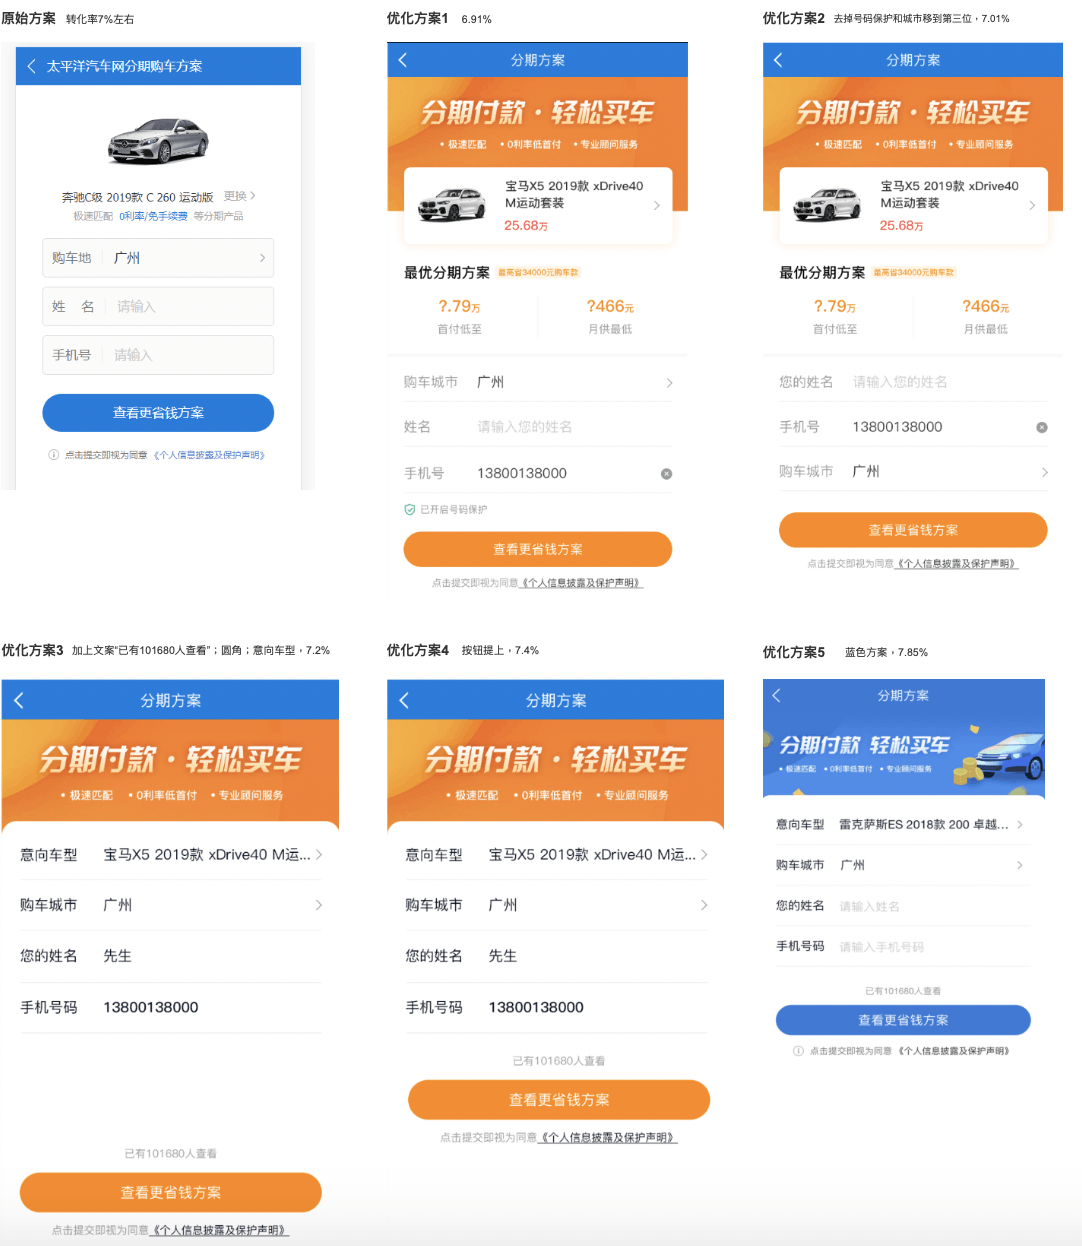 原始方案 转化率7%左右
太平洋汽车网分期购车方案
奔驰C级 2019款 C 260 运动版 更换
极速匹配 0利率/免手续费 等分期产品
购车地 广州
姓 名 请输入
手机号 请输入
查看更省钱方案
点击提交即视为同意《个人信息披露及保护声明》
优化方案1 6.91%
分期方案
分期付款·轻松买车
• 极速匹配 • 0利率低首付 • 专业顾问服务
宝马X5 2019款 xDrive40
M运动套装
25.68万
最优分期方案 最高省34000元购车款
?.79万 ?466元
首付低至 月供最低
购车城市 广州
姓名 请输入您的姓名
手机号 13800138000
已开启号码保护
查看更省钱方案
点击提交即视为同意《个人信息披露及保护声明》
优化方案2 去掉号码保护和城市移到第三位，7.01%
分期方案
分期付款·轻松买车
• 极速匹配 • 0利率低首付 • 专业顾问服务
宝马X5 2019款 xDrive40
M运动套装
25.68万
最优分期方案 最高省34000元购车款
?.79万 ?466元
首付低至 月供最低
您的姓名 请输入您的姓名
手机号 13800138000
购车城市 广州
查看更省钱方案
点击提交即视为同意《个人信息披露及保护声明》
优化方案3 加上文案“已有101680人查看”；圆角；意向车型，7.2%
分期方案
分期付款·轻松买车
• 极速匹配 • 0利率低首付 • 专业顾问服务
意向车型 宝马X5 2019款 xDrive40 M运...
购车城市 广州
您的姓名 先生
手机号码 13800138000
已有101680人查看
查看更省钱方案
点击提交即视为同意《个人信息披露及保护声明》
优化方案4 按钮提上，7.4%
分期方案
分期付款·轻松买车
• 极速匹配 • 0利率低首付 • 专业顾问服务
意向车型 宝马X5 2019款 xDrive40 M运...
购车城市 广州
您的姓名 先生
手机号码 13800138000
已有101680人查看
查看更省钱方案
点击提交即视为同意《个人信息披露及保护声明》
优化方案5 蓝色方案，7.85%
分期方案
分期付款 轻松买车
• 极速匹配 • 0利率低首付 • 专业顾问服务
意向车型 雷克萨斯ES 2018款 200 卓越...
购车城市 广州
您的姓名 请输入姓名
手机号码 请输入手机号码
已有101680人查看
查看更省钱方案
点击提交即视为同意《个人信息披露及保护声明》